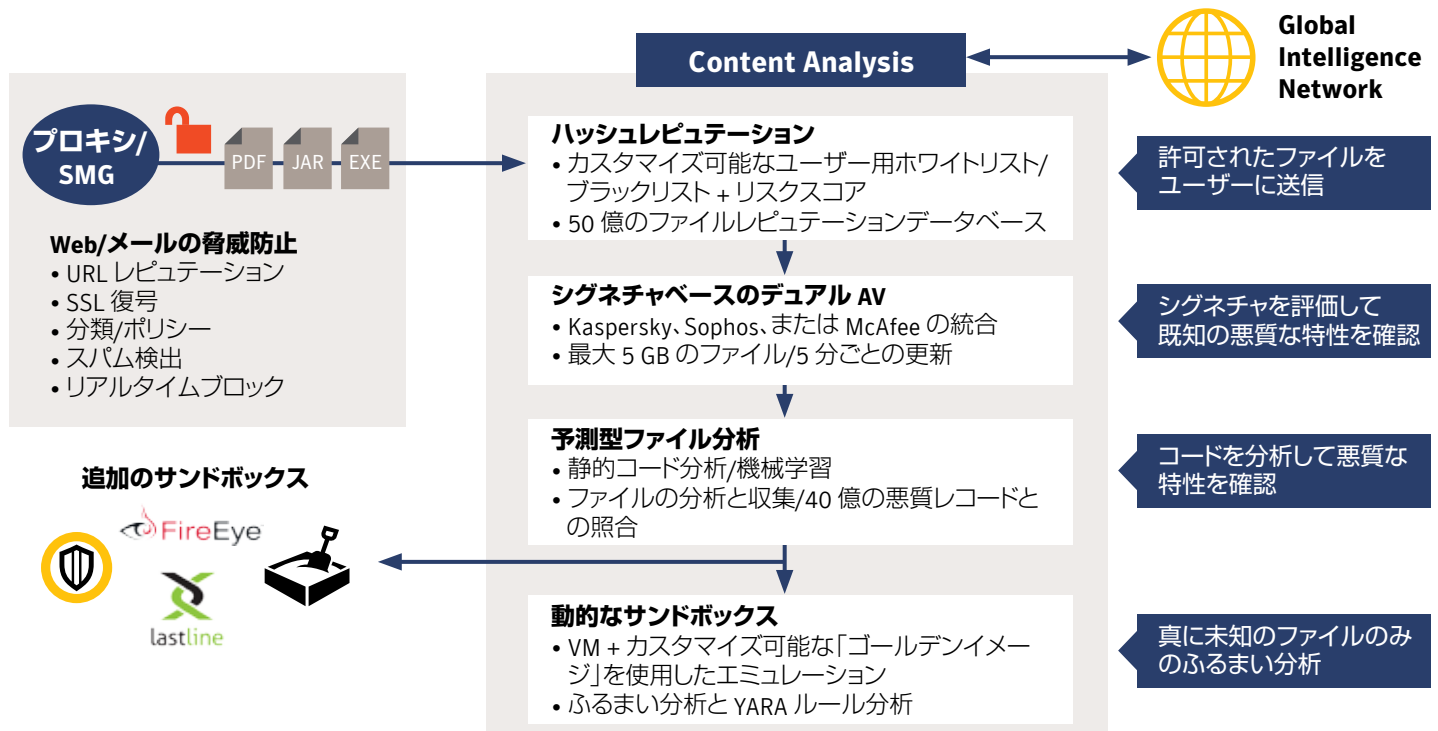 Content Analysis
Global
Intelligence
Network
プロキシ/
SMG
PDF
JAR
EXE
Web/メールの脅威防止
• URL レピュテーション
• SSL 復号
• 分類/ポリシー
• スパム検出
• リアルタイムブロック
ハッシュレピュテーション
• カスタマイズ可能なユーザー用ホワイトリスト/
ブラックリスト + リスクスコア
• 50 億のファイルレピュテーションデータベース
許可されたファイルを
ユーザーに送信
シグネチャベースのデュアル AV
• Kaspersky、Sophos、または McAfee の統合
• 最大 5 GB のファイル/5 分ごとの更新
シグネチャを評価して
既知の悪質な特性を確認
予測型ファイル分析
• 静的コード分析/機械学習
• ファイルの分析と収集/40 億の悪質レコードと
の照合
コードを分析して悪質な
特性を確認
追加のサンドボックス
FireEye
lastline
動的なサンドボックス
• VM + カスタマイズ可能な「ゴールデンイメー
ジ」を使用したエミュレーション
• ふるまい分析と YARA ルール分析
真に未知のファイルのみ
のふるまい分析